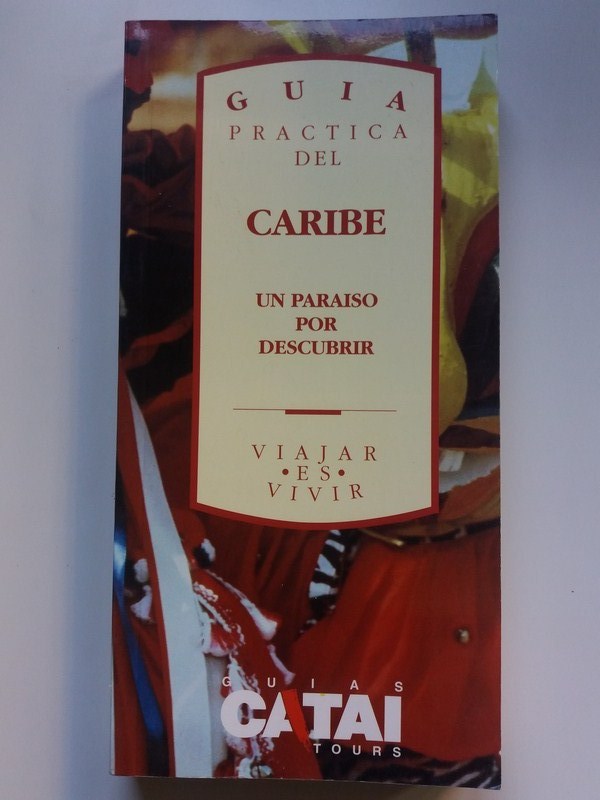 GUIA
PRACTICA
DEL
CARIBE
UN PARAISO
POR
DESCUBRIR
VIAJAR
•ES•
VIVIR
GUIAS
CATAI
TOURS